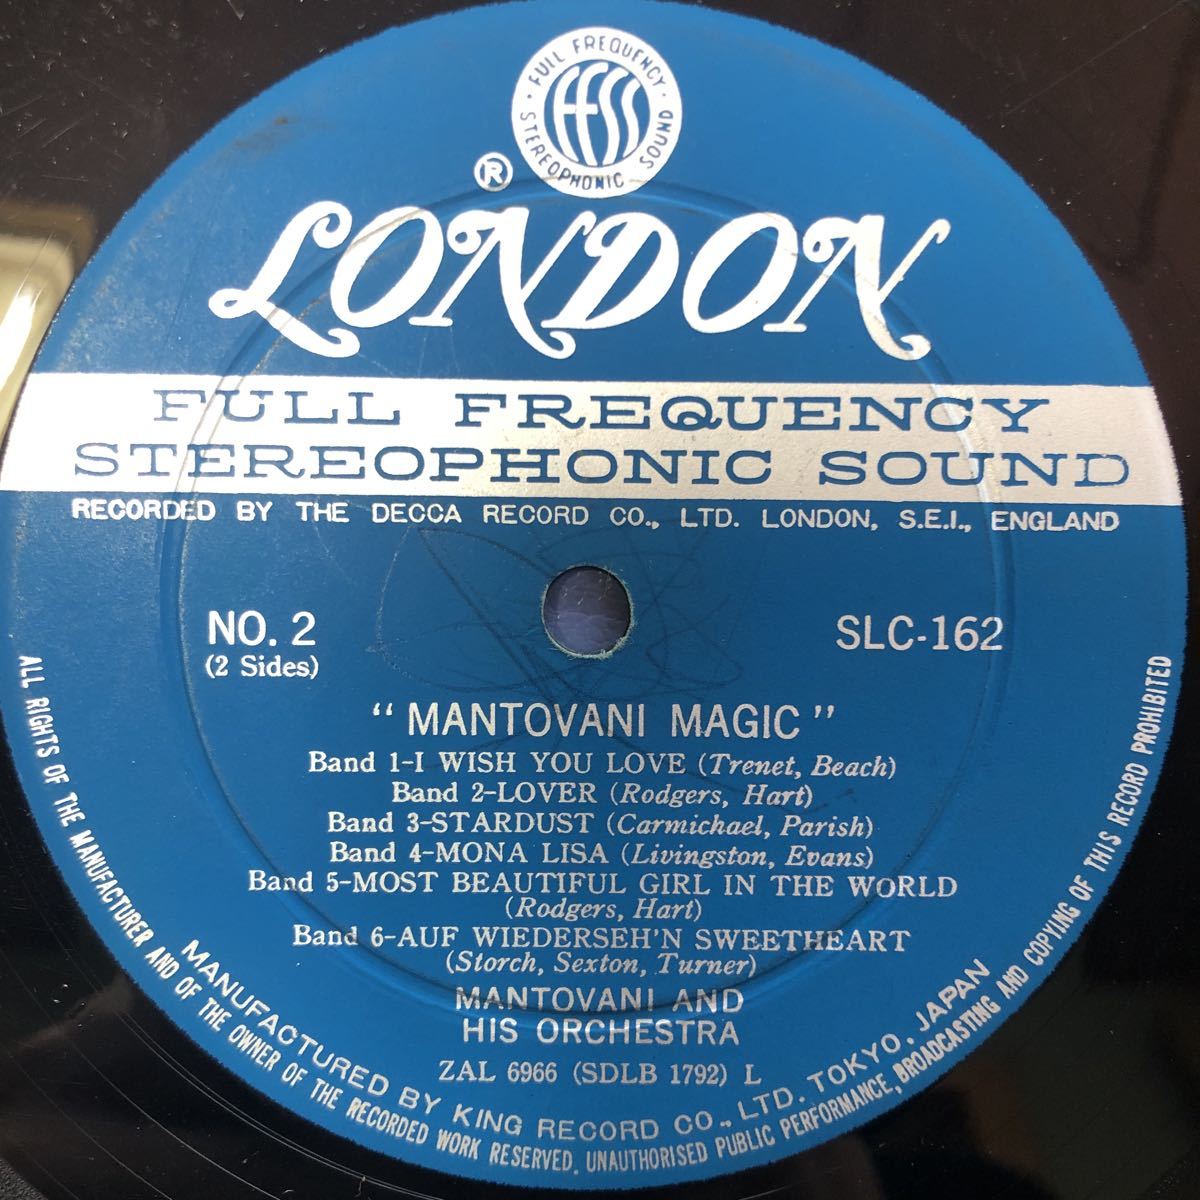 FULL FREQUENCY
STEREOPHONIC SOUND
FFSS
®
LONDON
FULL FREQUENCY
STEREOPHONIC SOUND
RECORDED BY THE DECCA RECORD CO., LTD. LONDON, S.E.I., ENGLAND
NO. 2
(2 Sides)
SLC-162
"MANTOVANI MAGIC"
Band 1-I WISH YOU LOVE (Trenet, Beach)
Band 2-LOVER (Rodgers, Hart)
Band 3-STARDUST (Carmichael, Parish)
Band 4-MONA LISA (Livingston, Evans)
Band 5-MOST BEAUTIFUL GIRL IN THE WORLD
(Rodgers, Hart)
Band 6-AUF WIEDERSEH'N SWEETHEART
(Storch, Sexton, Turner)
MANTOVANI AND
HIS ORCHESTRA
ZAL 6966 (SDLB 1792) L
MANUFACTURED BY KING RECORD CO., LTD. TOKYO, JAPAN
ALL RIGHTS OF THE MANUFACTURER AND OF THE OWNER OF THE RECORDED WORK RESERVED. UNAUTHORISED PUBLIC PERFORMANCE, BROADCASTING AND COPYING OF THIS RECORD PROHIBITED